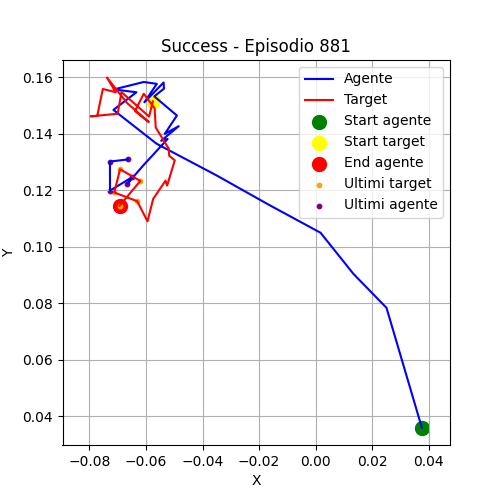 Success - Episodio 881
Agente
Target
Start agente
Start target
End agente
Ultimi target
Ultimi agente
0.16
0.14
0.12
0.10
0.08
0.06
0.04
Y
−0.08 −0.06 −0.04 −0.02 0.00 0.02 0.04
X